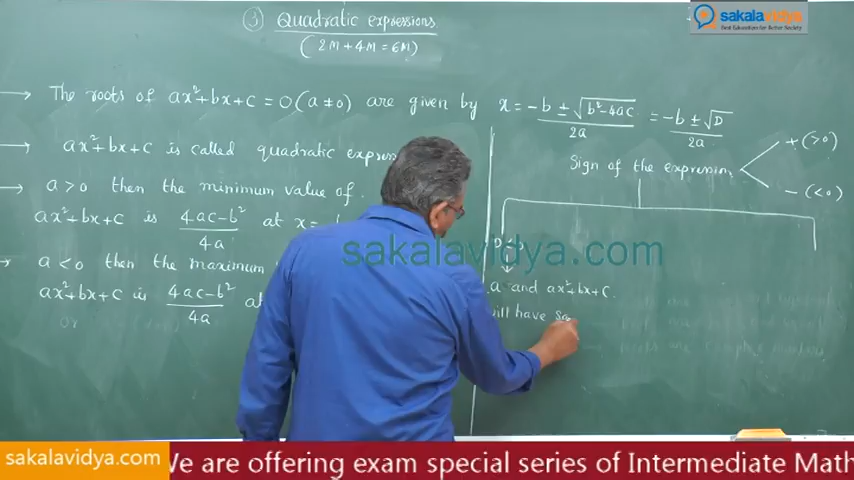 ③ Quadratic expressions
(2M + 4M = 6M)
sakalavidya
Best Education for Better Society
→ The roots of ax²+bx+c = 0 (a ≠ 0) are given by x = (-b ± √(b²-4ac))/2a = (-b ± √D)/2a
→ ax²+bx+c is called quadratic expres
→ a > 0 then the minimum value of
ax²+bx+c is (4ac-b²)/4a at x =
→ a < 0 then the maximum
ax²+bx+c is (4ac-b²)/4a at
Sign of the expression
+ (>0)
- (<0)
a and ax²+bx+c.
will have Sa
sakalavidya.com
sakalavidya.com
We are offering exam special series of Intermediate Math